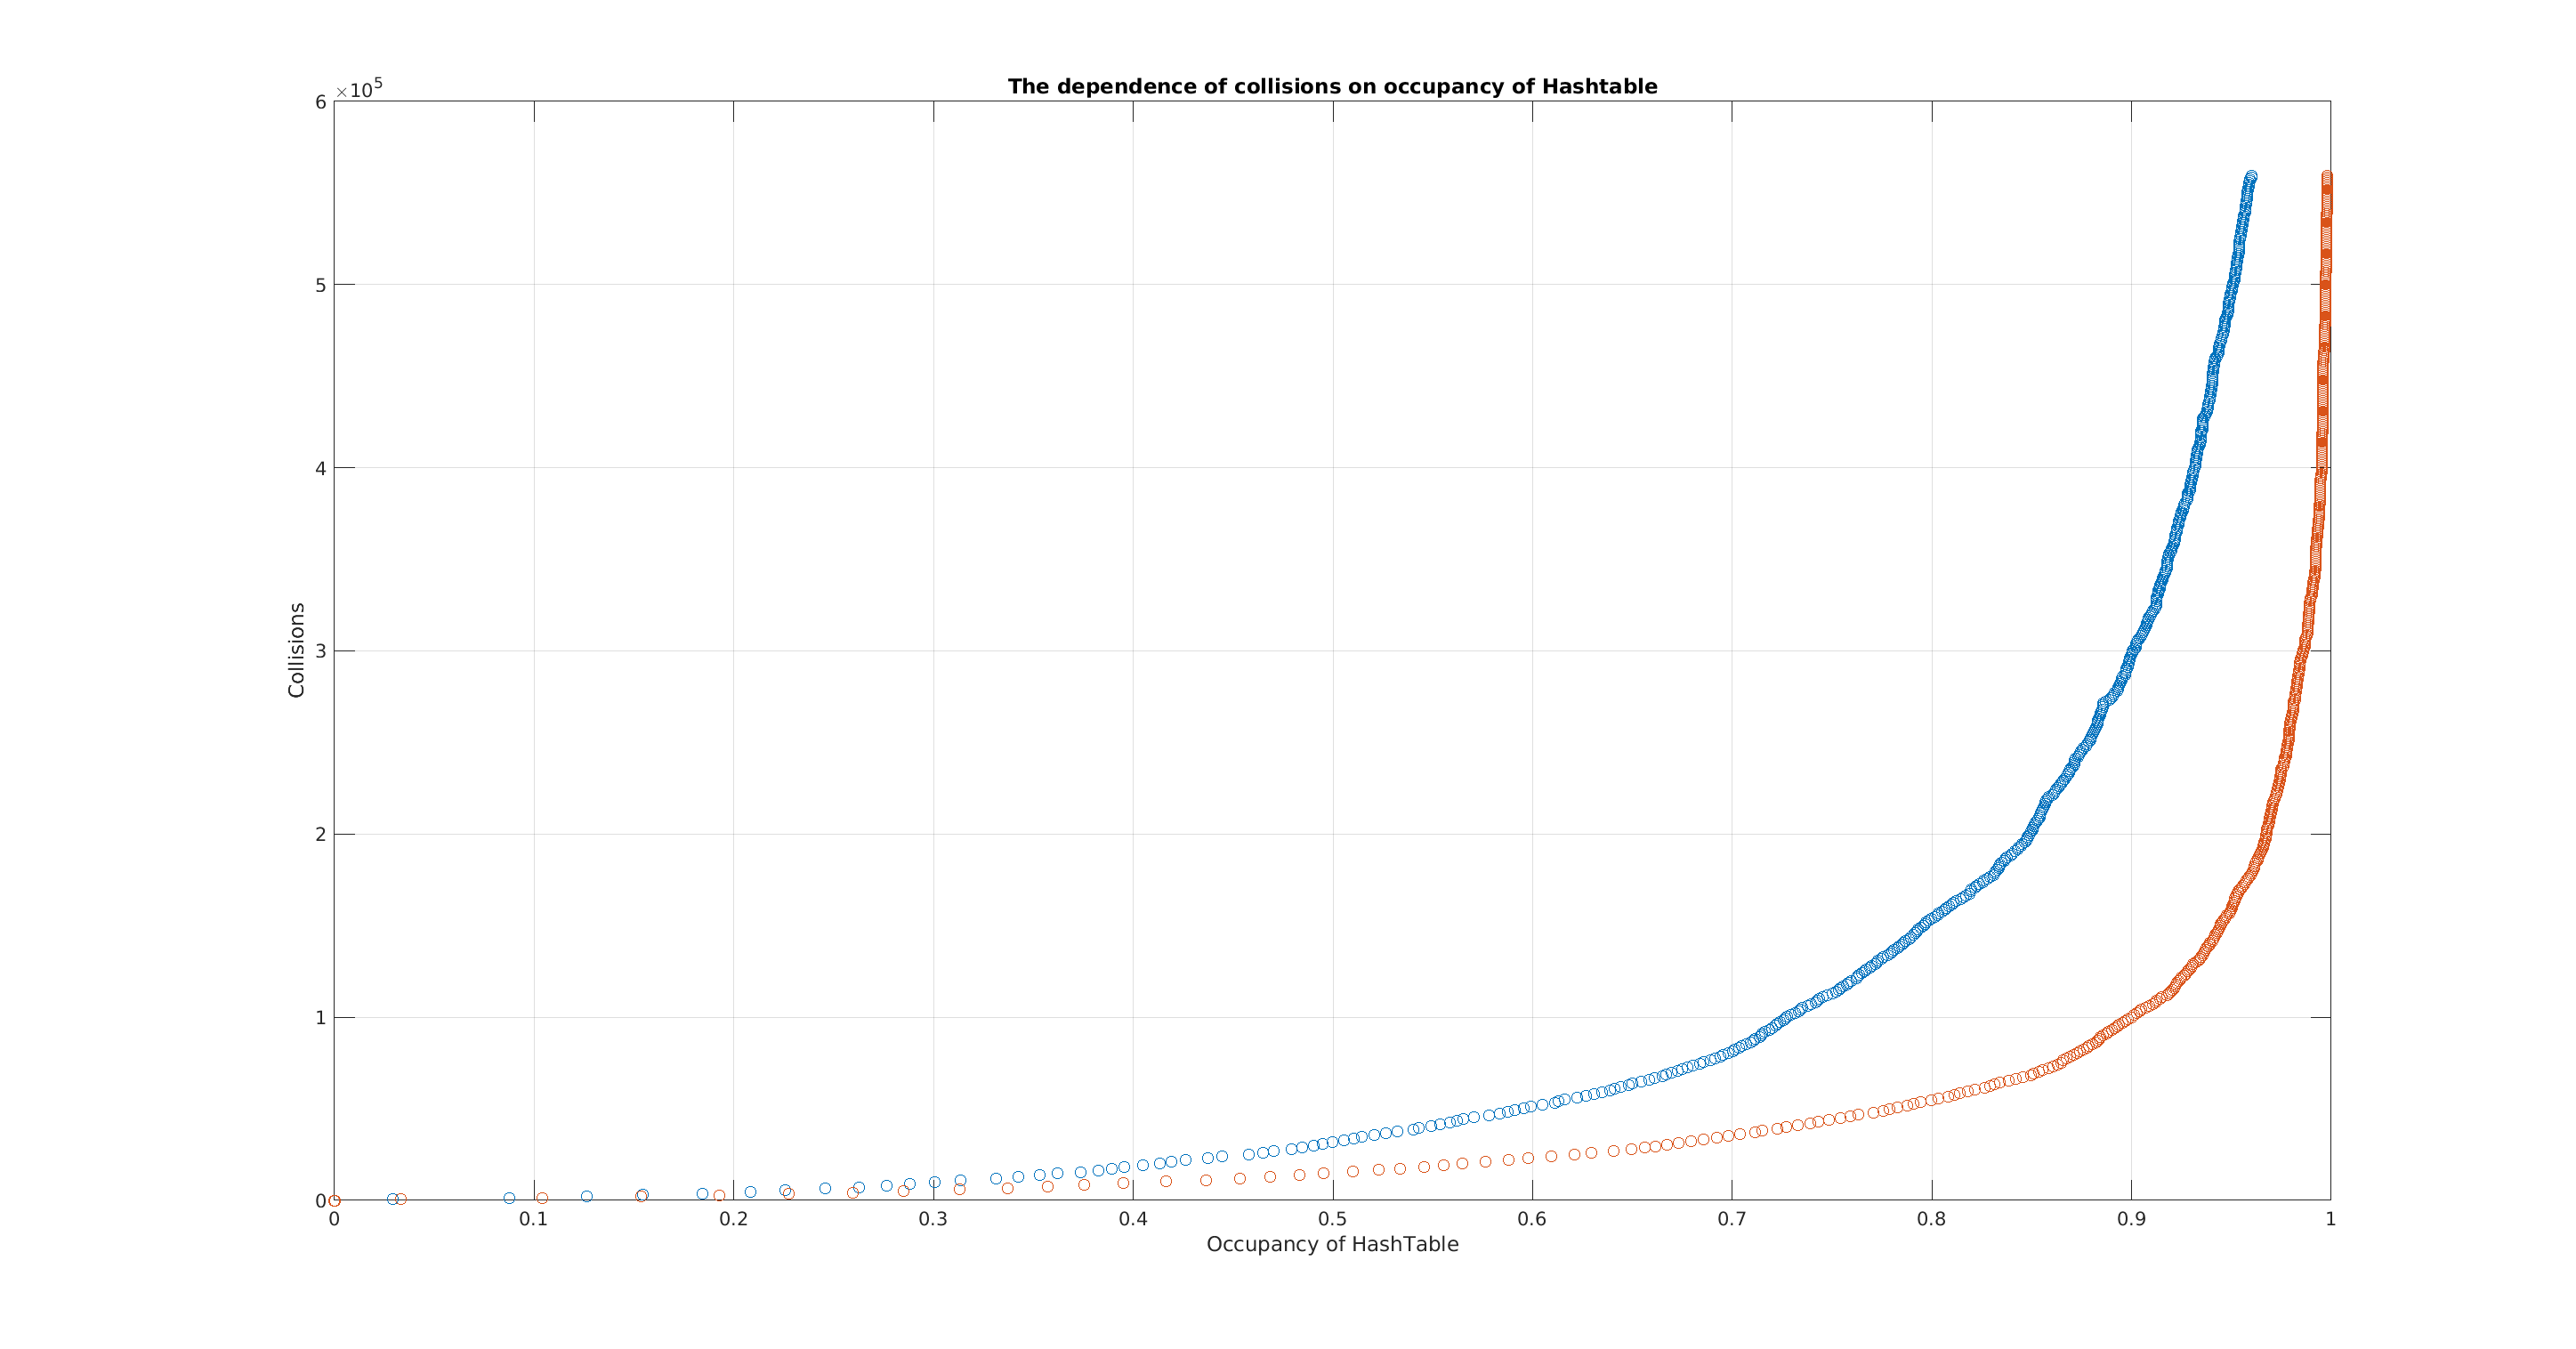 The dependence of collisions on occupancy of Hashtable
×10^5
6
5
4
3
2
1
0
Collisions
0 0.1 0.2 0.3 0.4 0.5 0.6 0.7 0.8 0.9 1
Occupancy of HashTable